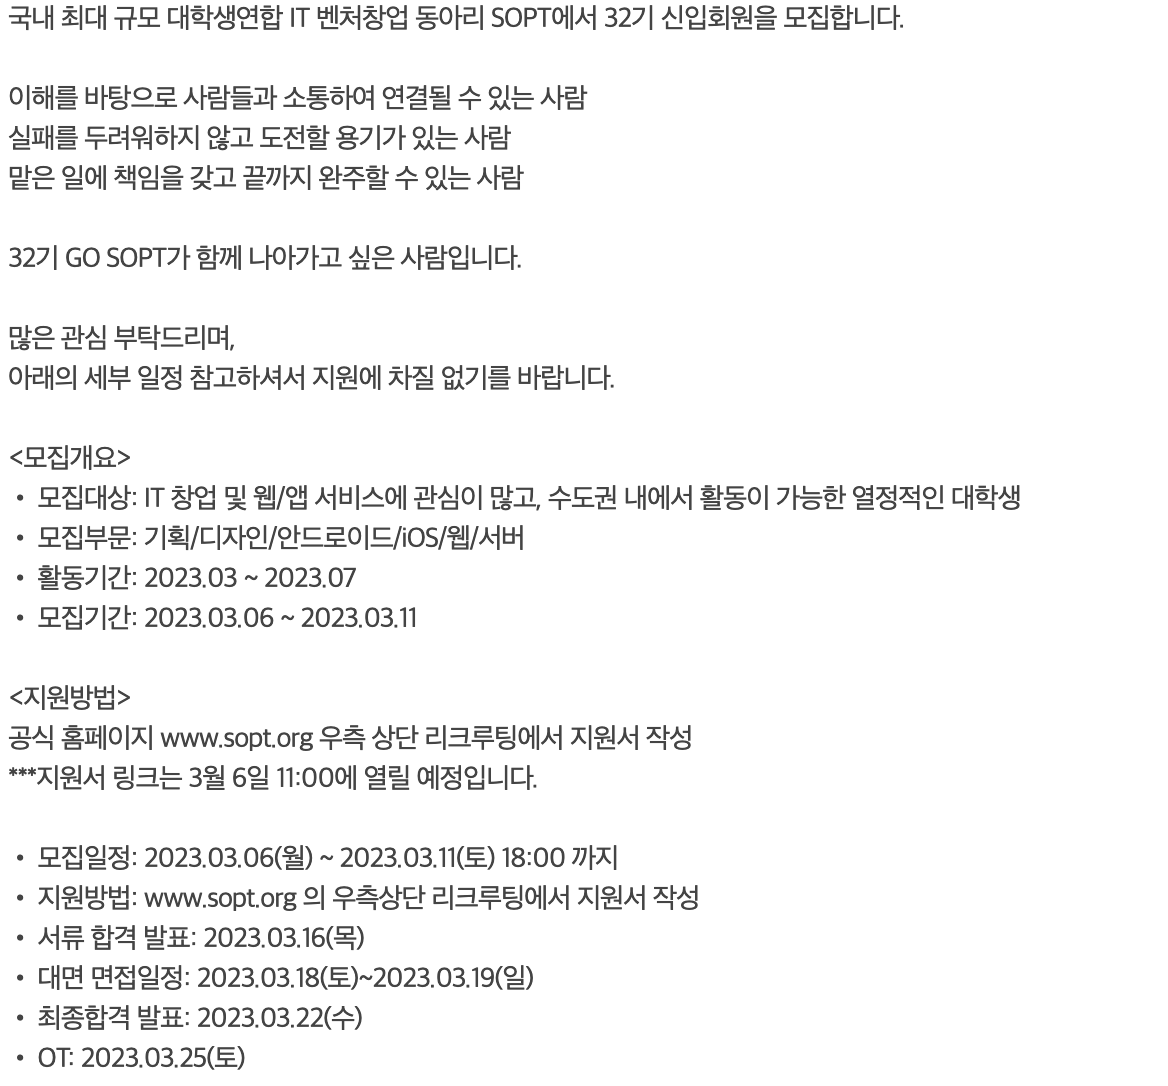 국내 최대 규모 대학생연합 IT 벤처창업 동아리 SOPT에서 32기 신입회원을 모집합니다.
이해를 바탕으로 사람들과 소통하여 연결될 수 있는 사람
실패를 두려워하지 않고 도전할 용기가 있는 사람
맡은 일에 책임을 갖고 끝까지 완주할 수 있는 사람
32기 GO SOPT가 함께 나아가고 싶은 사람입니다.
많은 관심 부탁드리며,
아래의 세부 일정 참고하셔서 지원에 차질 없기를 바랍니다.
<모집개요>
• 모집대상: IT 창업 및 웹/앱 서비스에 관심이 많고, 수도권 내에서 활동이 가능한 열정적인 대학생
• 모집부문: 기획/디자인/안드로이드/iOS/웹/서버
• 활동기간: 2023.03 ~ 2023.07
• 모집기간: 2023.03.06 ~ 2023.03.11
<지원방법>
공식 홈페이지 www.sopt.org 우측 상단 리크루팅에서 지원서 작성
***지원서 링크는 3월 6일 11:00에 열릴 예정입니다.
• 모집일정: 2023.03.06(월) ~ 2023.03.11(토) 18:00 까지
• 지원방법: www.sopt.org 의 우측상단 리크루팅에서 지원서 작성
• 서류 합격 발표: 2023.03.16(목)
• 대면 면접일정: 2023.03.18(토)~2023.03.19(일)
• 최종합격 발표: 2023.03.22(수)
• OT: 2023.03.25(토)